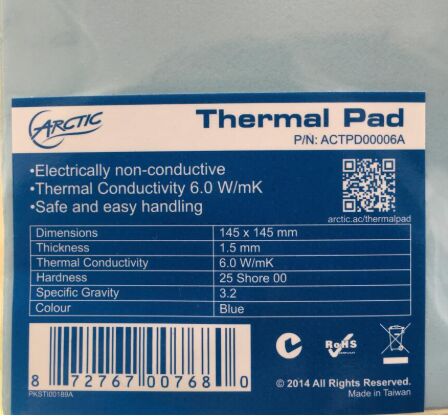 ARCTIC
Thermal Pad
P/N: ACTPD00006A
•Electrically non-conductive
•Thermal Conductivity 6.0 W/mK
•Safe and easy handling
arctic.ac/thermalpad
Dimensions 145 x 145 mm
Thickness 1.5 mm
Thermal Conductivity 6.0 W/mK
Hardness 25 Shore 00
Specific Gravity 3.2
Colour Blue
8 72767 00768 0
PKSTI00189A
RoHS
© 2014 All Rights Reserved.
Made in Taiwan